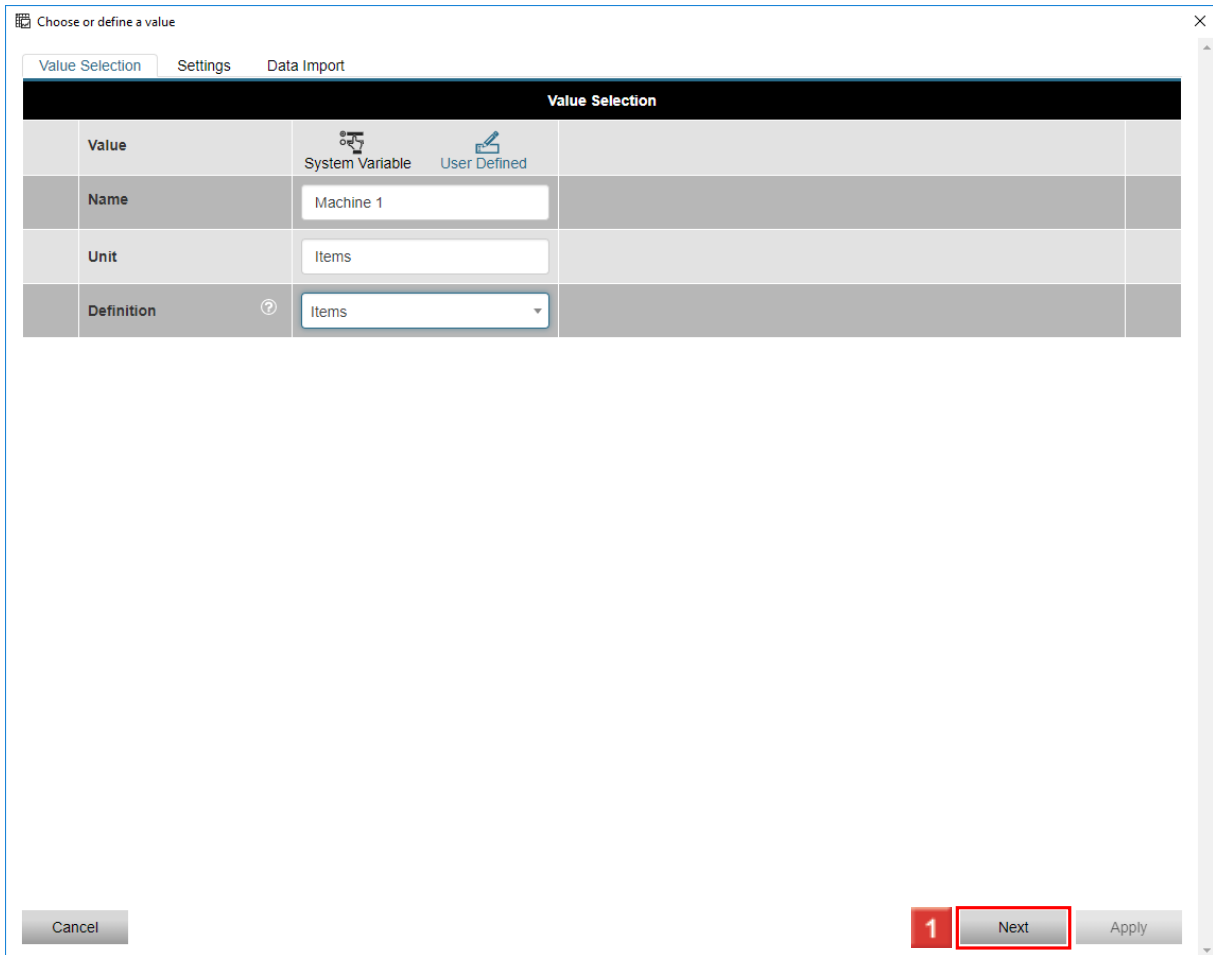 Choose or define a value
Value Selection Settings Data Import
Value Selection
Value
System Variable User Defined
Name Machine 1
Unit Items
Definition ? Items
Cancel 1 Next Apply